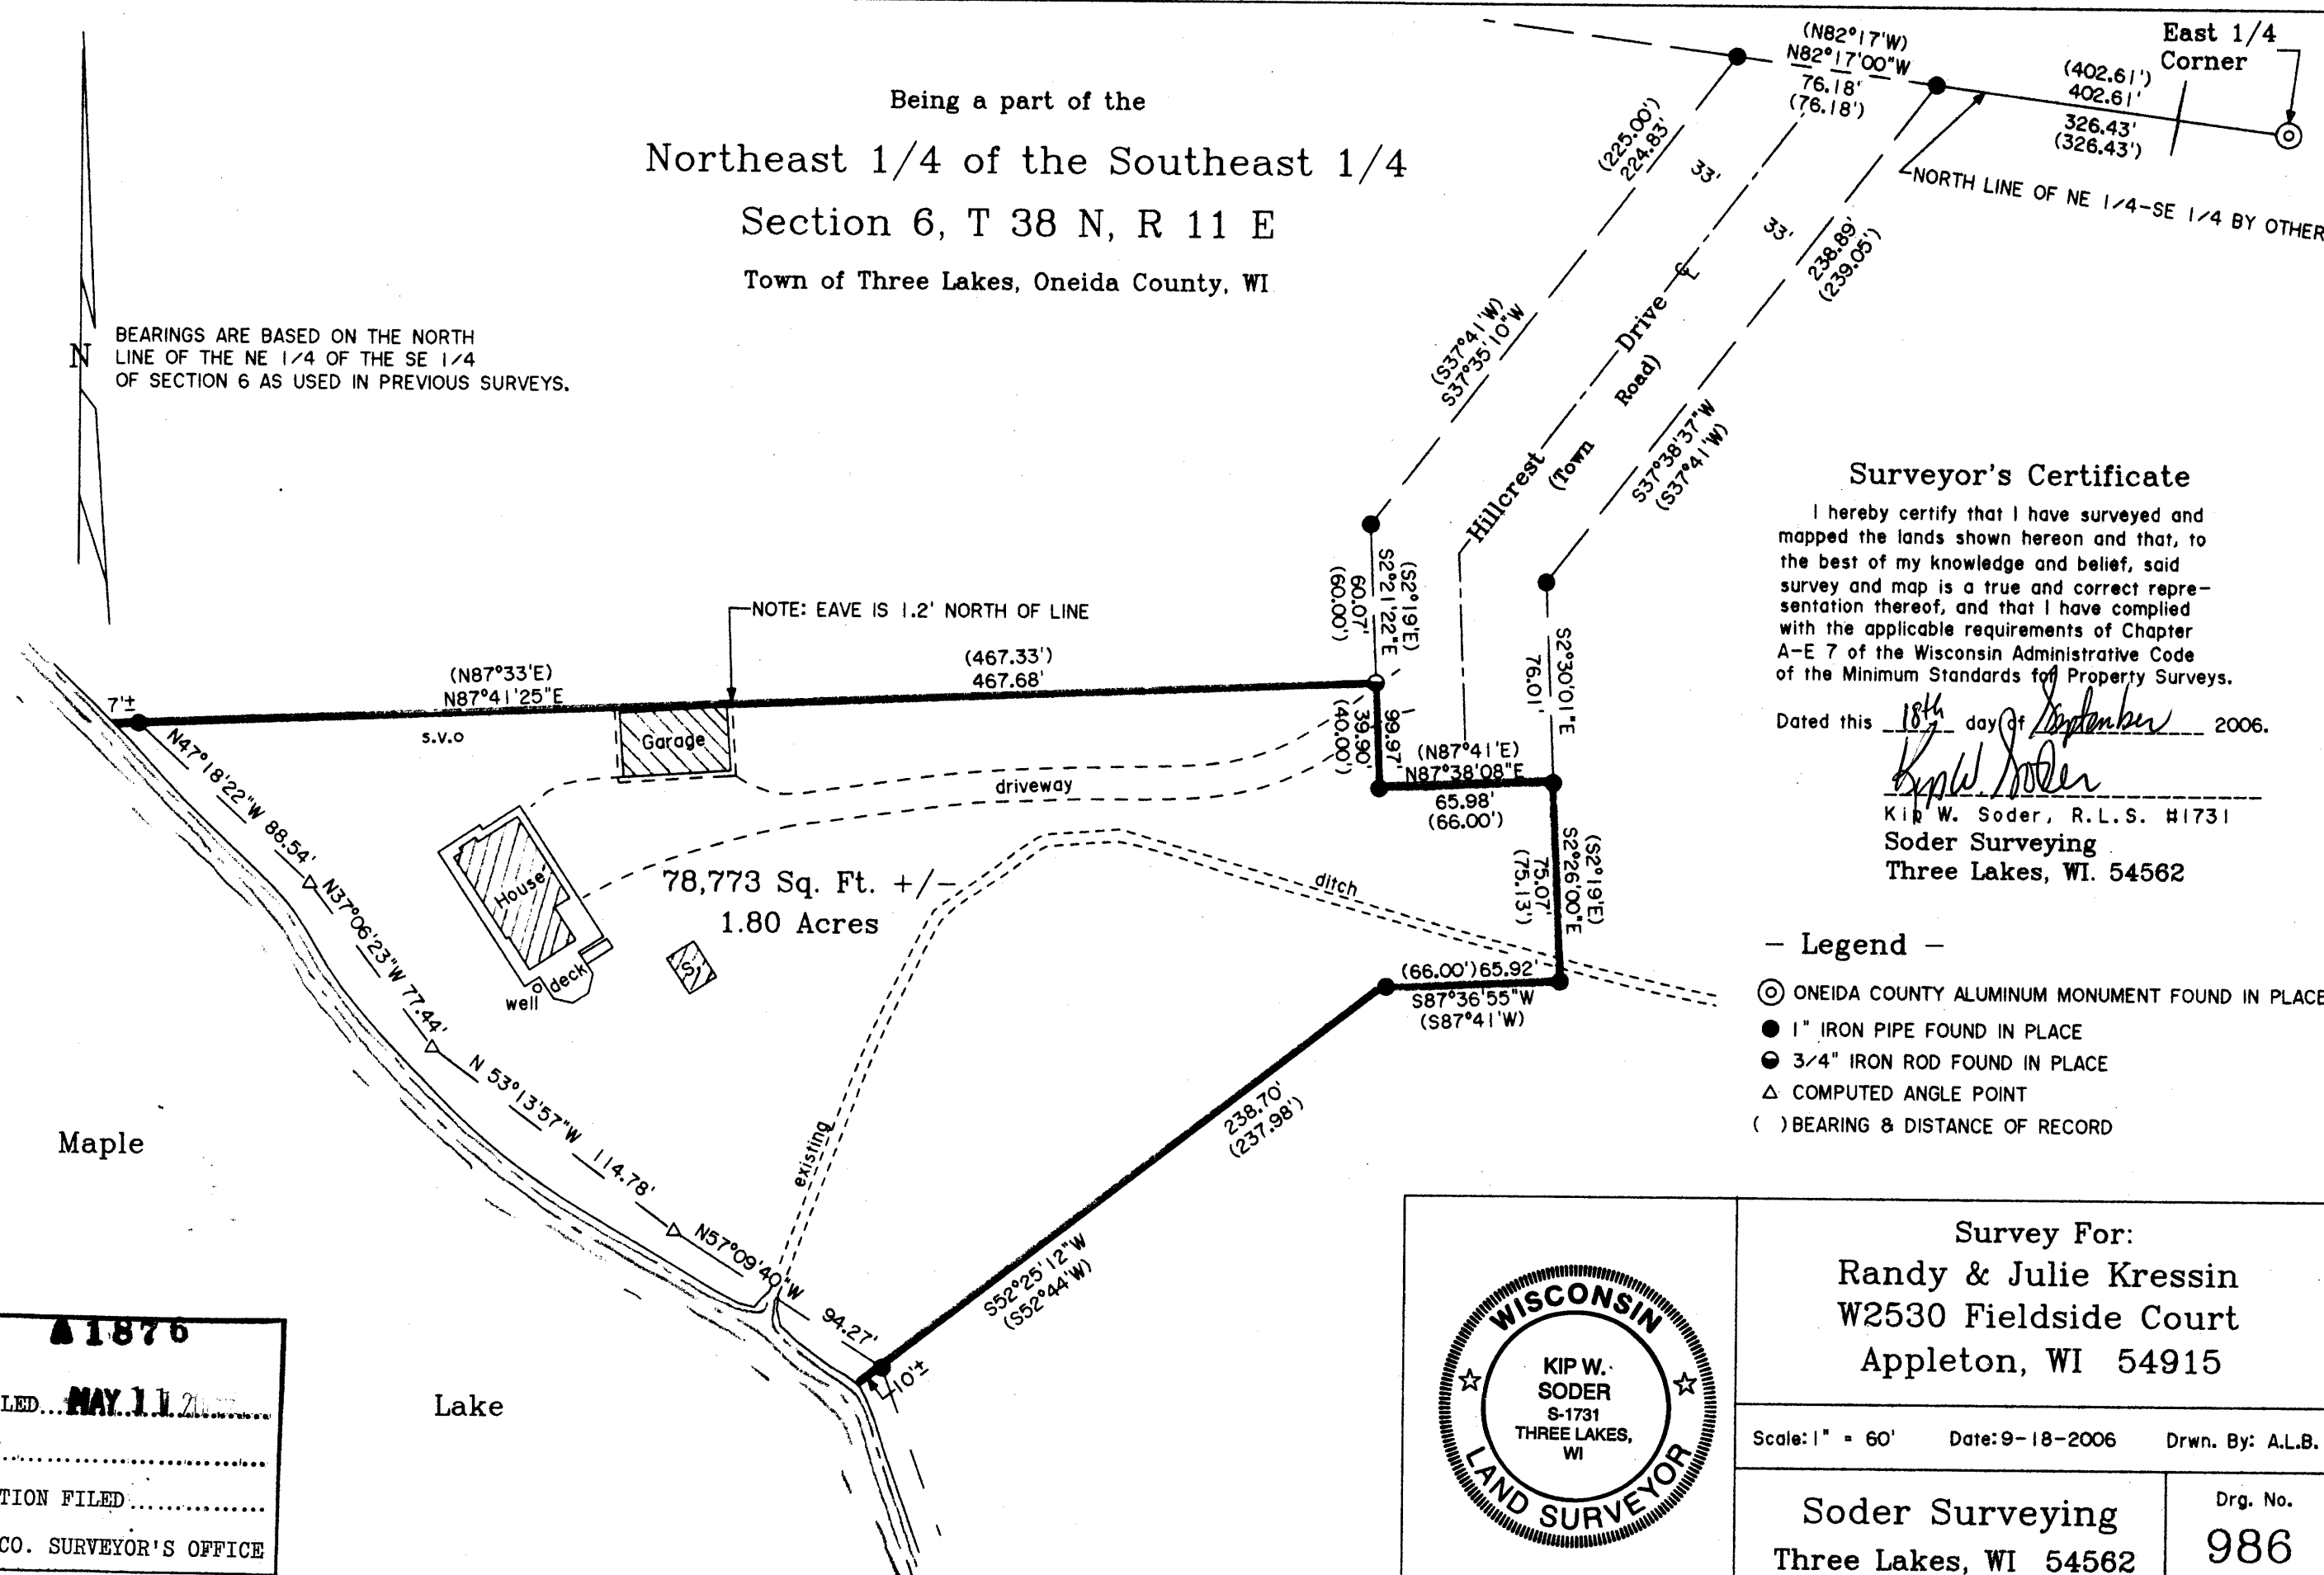 Being a part of the
Northeast 1/4 of the Southeast 1/4
Section 6, T 38 N, R 11 E
Town of Three Lakes, Oneida County, WI
N
BEARINGS ARE BASED ON THE NORTH
LINE OF THE NE 1/4 OF THE SE 1/4
OF SECTION 6 AS USED IN PREVIOUS SURVEYS.
(N82°17'W)
N82°17'00"W
76.18'
(76.18')
East 1/4
Corner
(402.61')
402.61'
326.43'
(326.43')
NORTH LINE OF NE 1/4-SE 1/4 BY OTHER
(225.00')
224.83'
33'
33'
238.89'
(239.05')
(S37°41'W)
S37°35'10"W
Hillcrest Drive
(Town Road)
S37°38'37"W
(S37°41'W)
(S2°19'E)
S2°21'22"E
60.07'
(60.00')
S2°30'01"E
76.01'
NOTE: EAVE IS 1.2' NORTH OF LINE
(N87°33'E)
N87°41'25"E
(467.33')
467.68'
7'±
s.v.o
Garage
99.97'
39.90'
(40.00')
(N87°41'E)
N87°38'08"E
65.98'
(66.00')
driveway
N47°18'22"W 88.54'
House
deck
well
S
78,773 Sq. Ft. +/-
1.80 Acres
ditch
(S2°19'E)
S2°26'00"E
75.07'
(75.13')
(66.00') 65.92'
S87°36'55"W
(S87°41'W)
N37°06'23"W 77.44'
N 53°13'57"W 114.78'
existing
238.70'
(237.98')
S52°25'12"W
(S52°44'W)
N57°09'40"W 94.27'
10'±
Maple
Lake
Surveyor's Certificate
I hereby certify that I have surveyed and
mapped the lands shown hereon and that, to
the best of my knowledge and belief, said
survey and map is a true and correct repre-
sentation thereof, and that I have complied
with the applicable requirements of Chapter
A-E 7 of the Wisconsin Administrative Code
of the Minimum Standards for Property Surveys.
Dated this 18th day of September 2006.
Kip W. Soder
Kip W. Soder, R.L.S. #1731
Soder Surveying
Three Lakes, WI. 54562
- Legend -
ONEIDA COUNTY ALUMINUM MONUMENT FOUND IN PLACE
1" IRON PIPE FOUND IN PLACE
3/4" IRON ROD FOUND IN PLACE
COMPUTED ANGLE POINT
( ) BEARING & DISTANCE OF RECORD
WISCONSIN
KIP W.
SODER
S-1731
THREE LAKES,
WI
LAND SURVEYOR
Survey For:
Randy & Julie Kressin
W2530 Fieldside Court
Appleton, WI 54915
Scale: 1" = 60' Date: 9-18-2006 Drwn. By: A.L.B.
Soder Surveying
Three Lakes, WI 54562
Drg. No.
986
A1876
LED...MAY 11
TION FILED
CO. SURVEYOR'S OFFICE